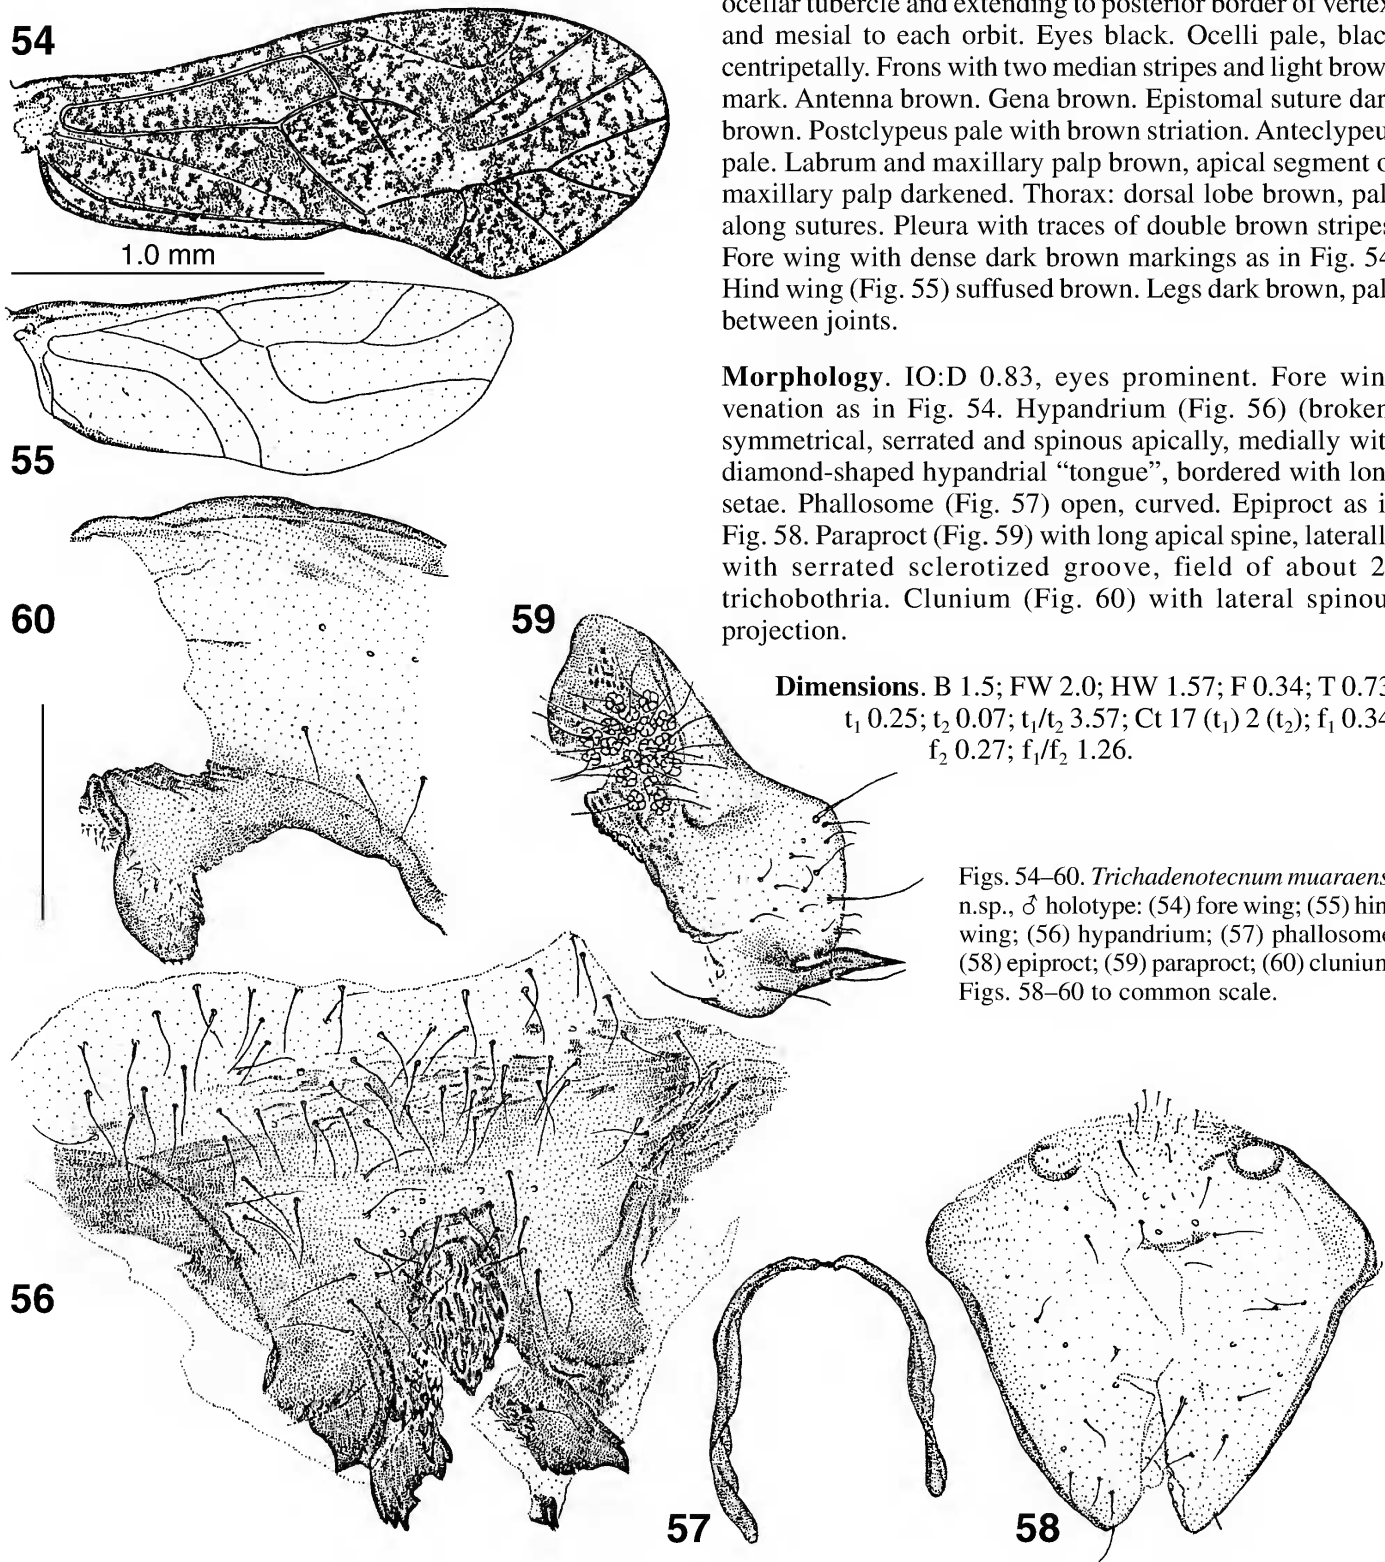 54
ocellar tubercle and extending to posterior border of vertex
and mesial to each orbit. Eyes black. Ocelli pale, blac
centripetally. Frons with two median stripes and light brow
mark. Antenna brown. Gena brown. Epistomal suture dar
brown. Postclypeus pale with brown striation. Anteclypeu
pale. Labrum and maxillary palp brown, apical segment o
maxillary palp darkened. Thorax: dorsal lobe brown, pal
along sutures. Pleura with traces of double brown stripes
Fore wing with dense dark brown markings as in Fig. 54
Hind wing (Fig. 55) suffused brown. Legs dark brown, pal
between joints.
1.0 mm
55
Morphology. IO:D 0.83, eyes prominent. Fore win
venation as in Fig. 54. Hypandrium (Fig. 56) (broken
symmetrical, serrated and spinous apically, medially wit
diamond-shaped hypandrial “tongue”, bordered with lon
setae. Phallosome (Fig. 57) open, curved. Epiproct as i
Fig. 58. Paraproct (Fig. 59) with long apical spine, laterall
with serrated sclerotized groove, field of about 2
trichobothria. Clunium (Fig. 60) with lateral spinou
projection.
60
59
Dimensions. B 1.5; FW 2.0; HW 1.57; F 0.34; T 0.73
t₁ 0.25; t₂ 0.07; t₁/t₂ 3.57; Ct 17 (t₁) 2 (t₂); f₁ 0.34
f₂ 0.27; f₁/f₂ 1.26.
Figs. 54–60. Trichadenotecnum muaraens
n.sp., ♂ holotype: (54) fore wing; (55) hin
wing; (56) hypandrium; (57) phallosome
(58) epiproct; (59) paraproct; (60) clunium
Figs. 58–60 to common scale.
56
57
58